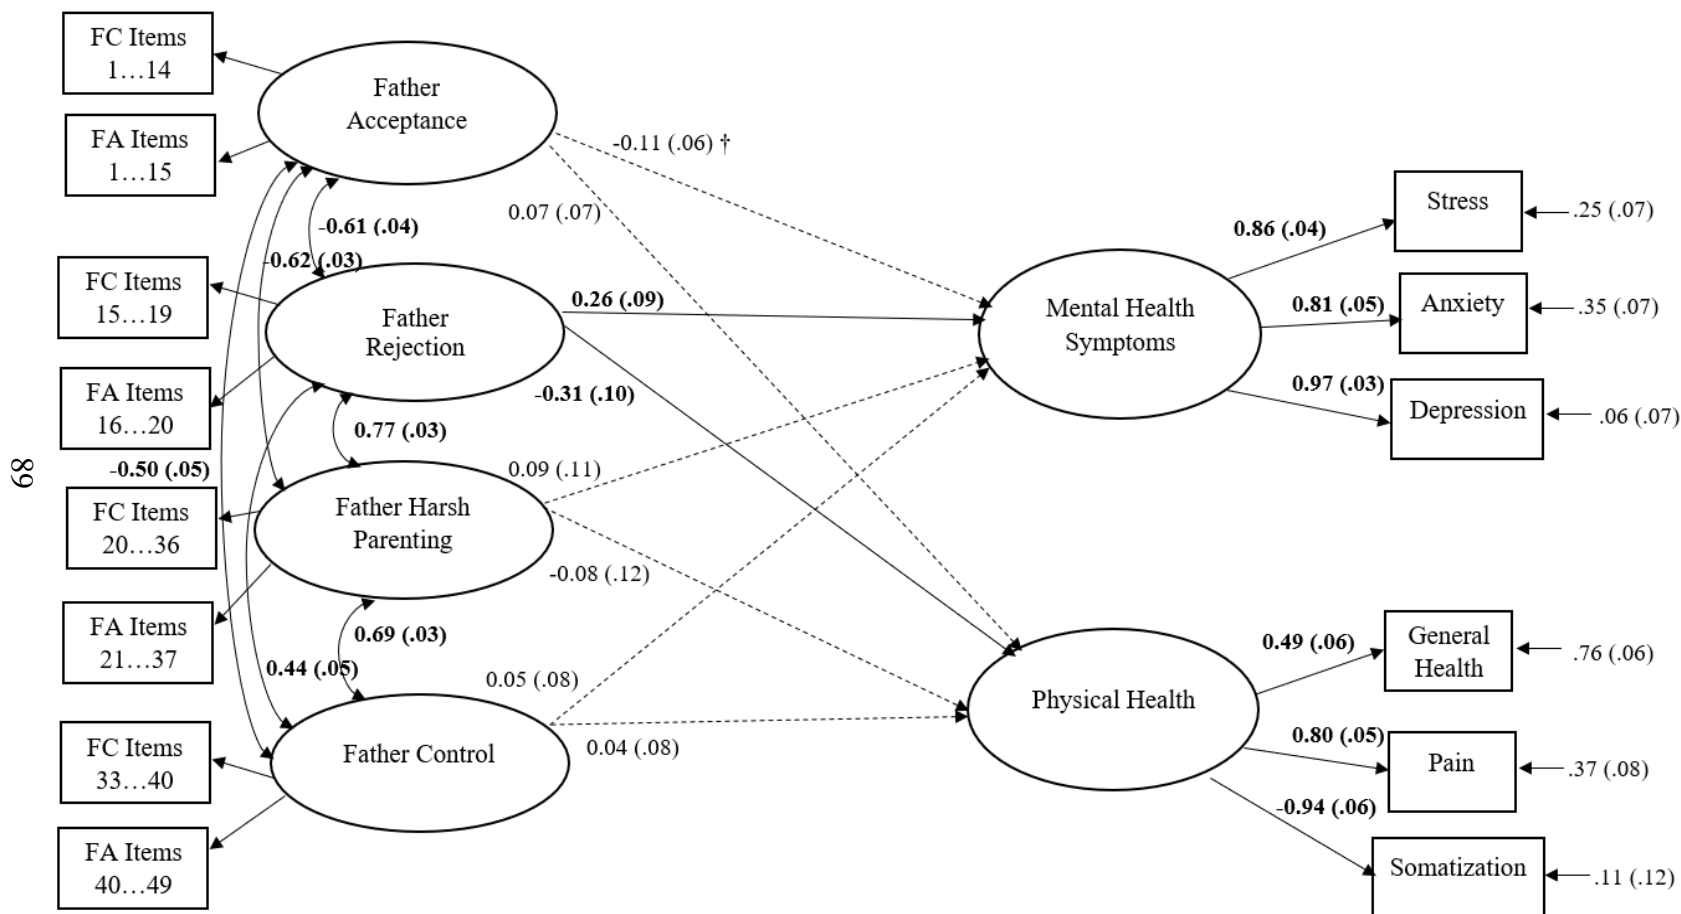 FC Items
1…14
FA Items
1…15
Father
Acceptance
-0.11 (.06) †
0.07 (.07)
-0.61 (.04)
-0.62 (.03)
FC Items
15…19
FA Items
16…20
Father
Rejection
0.26 (.09)
-0.31 (.10)
0.77 (.03)
-0.50 (.05)
89
FC Items
20…36
FA Items
21…37
Father Harsh
Parenting
0.09 (.11)
-0.08 (.12)
0.69 (.03)
0.44 (.05)
FC Items
33…40
FA Items
40…49
Father Control
0.05 (.08)
0.04 (.08)
Mental Health
Symptoms
0.86 (.04)
Stress
.25 (.07)
0.81 (.05)
Anxiety
.35 (.07)
0.97 (.03)
Depression
.06 (.07)
Physical Health
0.49 (.06)
General
Health
.76 (.06)
0.80 (.05)
Pain
.37 (.08)
-0.94 (.06)
Somatization
.11 (.12)